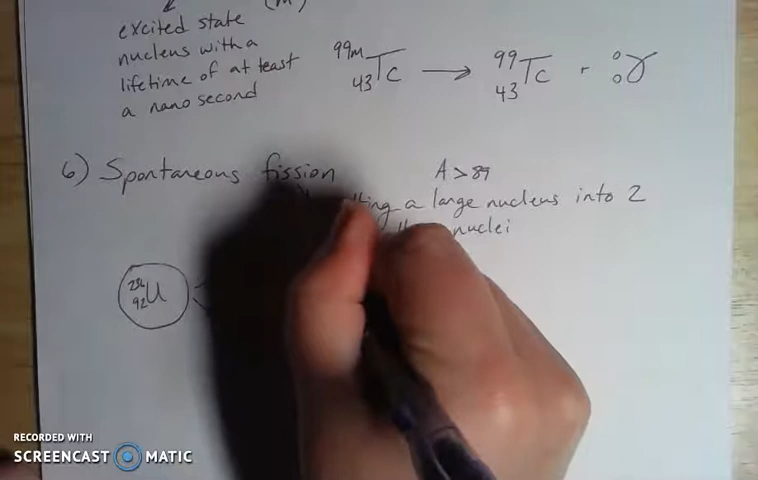 (m)
excited state
nucleus with a
lifetime of at least
a nano second
99m 43 Tc → 99 43 Tc + 0 0 γ
6) Spontaneous fission A > 89
a large nucleus into 2
nuclei
92 U
RECORDED WITH
SCREENCAST MATIC